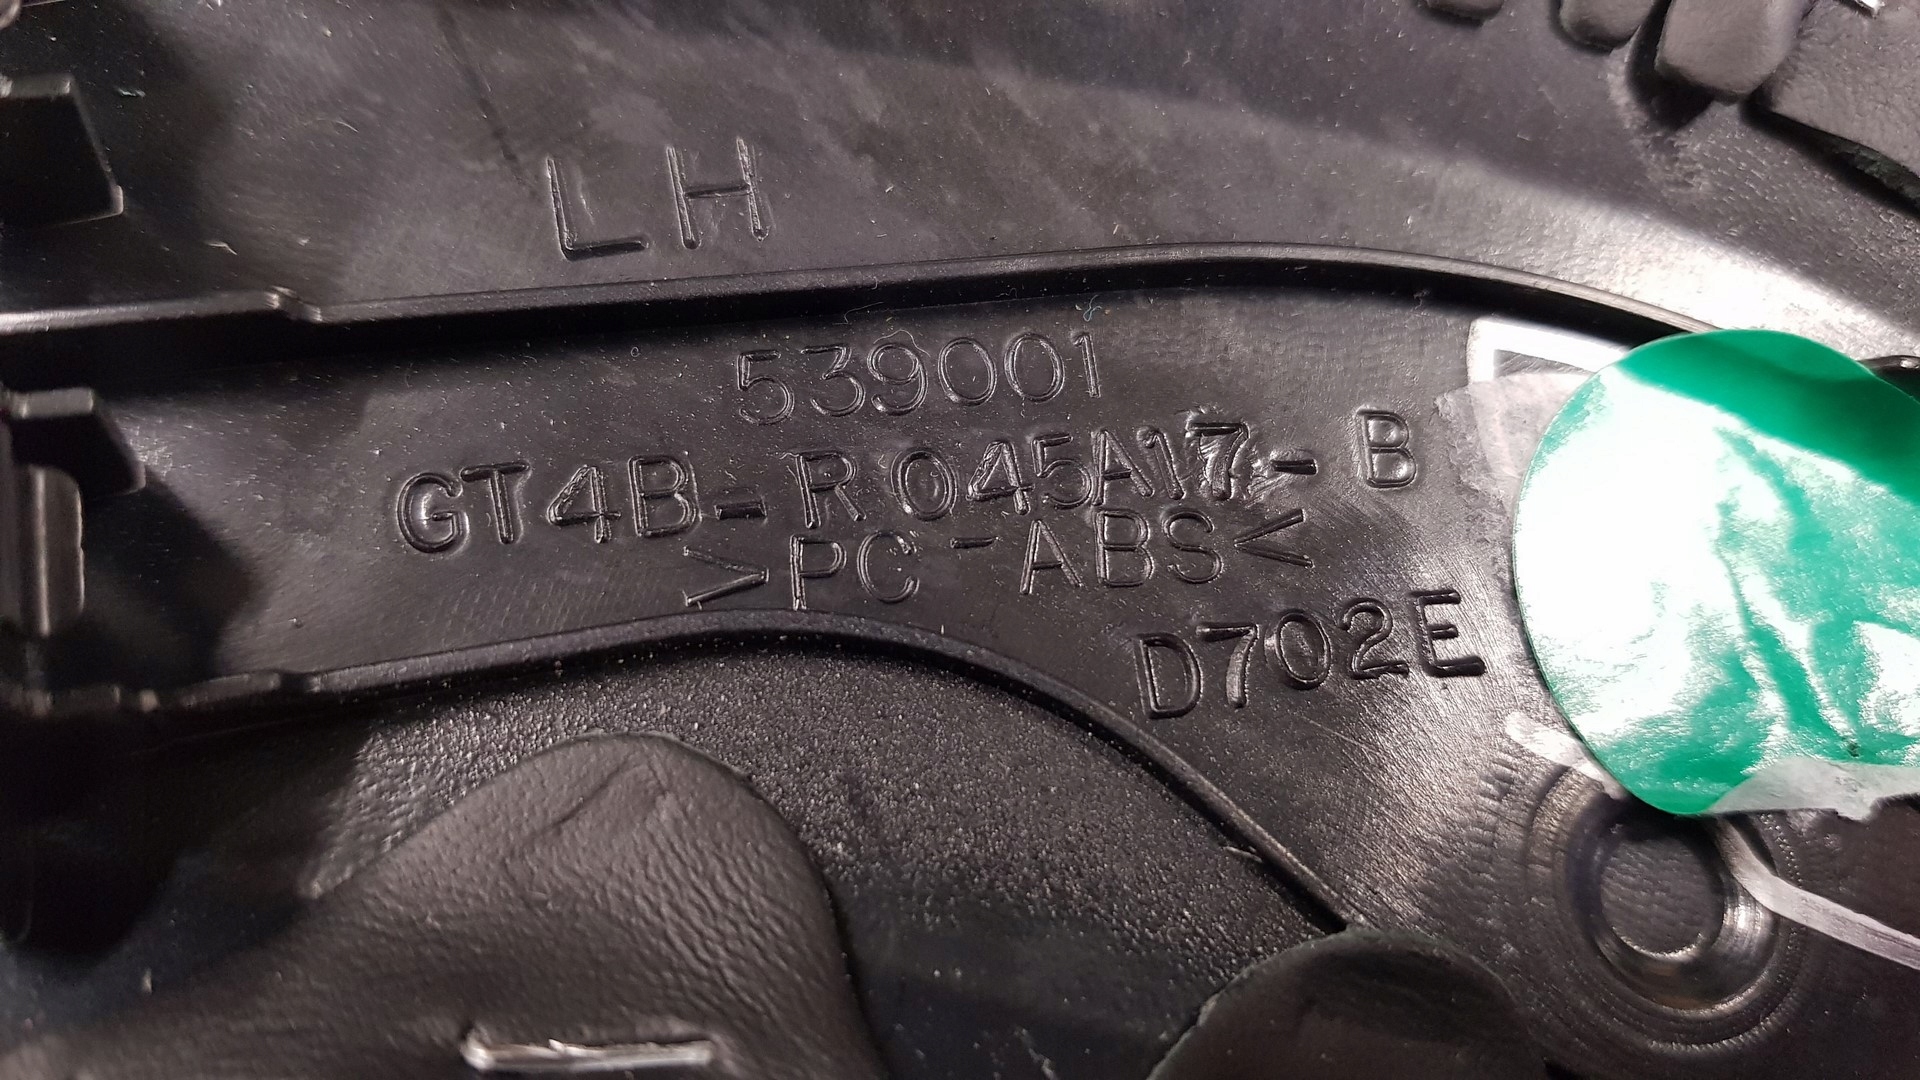 LH
539001
GT4B-R045A17-B
>PC-ABS<
D702E